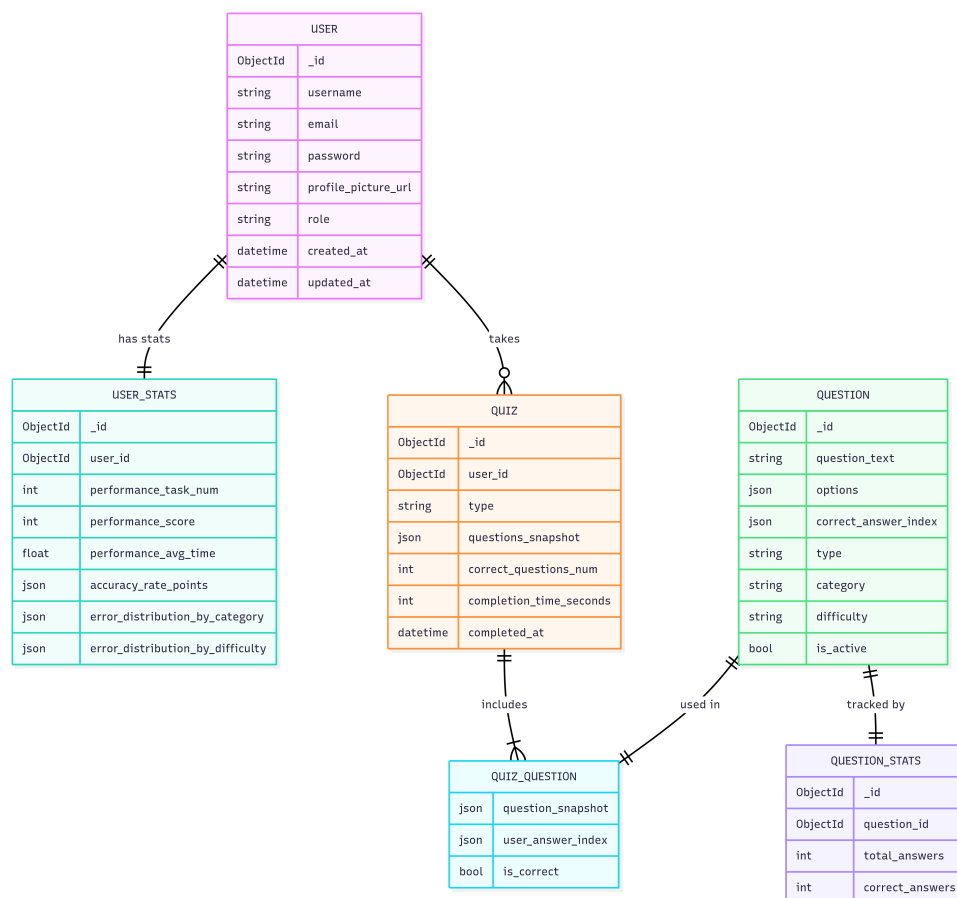 USER
ObjectId _id
string username
string email
string password
string profile_picture_url
string role
datetime created_at
datetime updated_at
has stats
takes
USER_STATS
ObjectId _id
ObjectId user_id
int performance_task_num
int performance_score
float performance_avg_time
json accuracy_rate_points
json error_distribution_by_category
json error_distribution_by_difficulty
QUIZ
ObjectId _id
ObjectId user_id
string type
json questions_snapshot
int correct_questions_num
int completion_time_seconds
datetime completed_at
QUESTION
ObjectId _id
string question_text
json options
json correct_answer_index
string type
string category
string difficulty
bool is_active
includes
used in
tracked by
QUIZ_QUESTION
json question_snapshot
json user_answer_index
bool is_correct
QUESTION_STATS
ObjectId _id
ObjectId question_id
int total_answers
int correct_answers